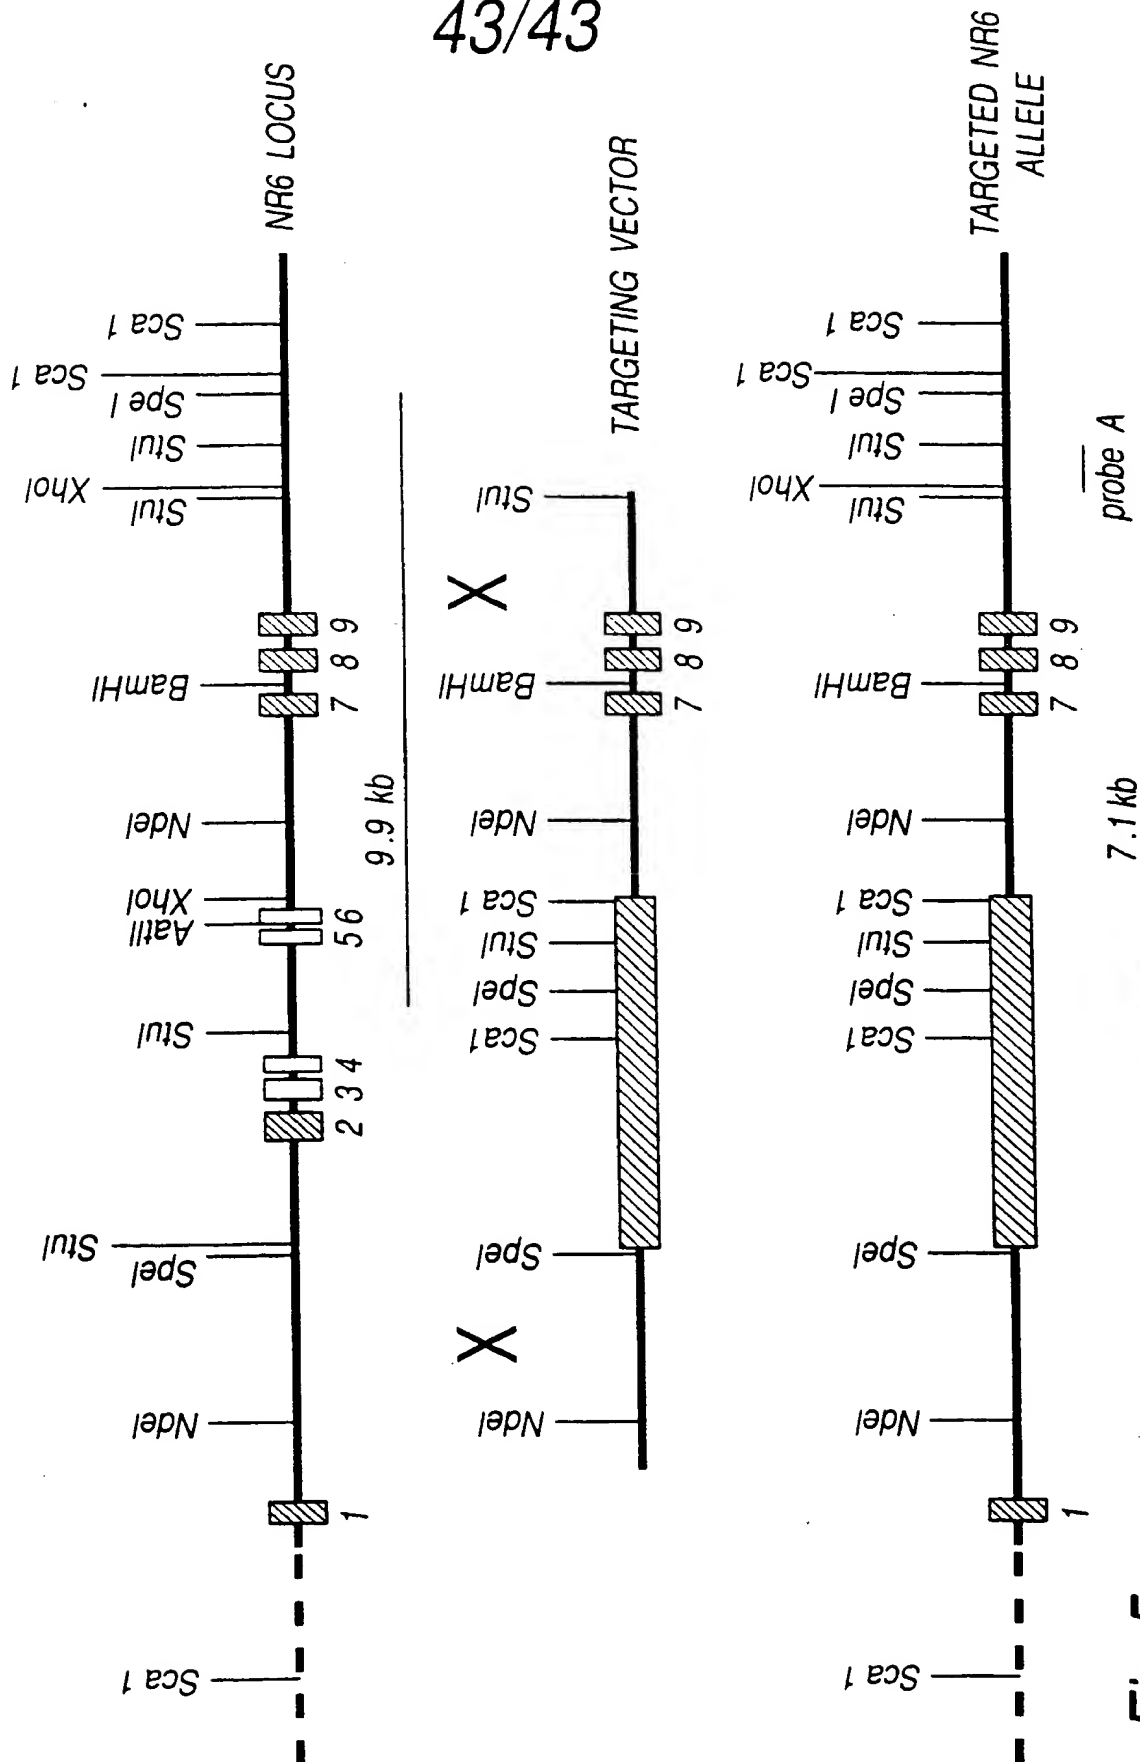 43/43
Sca 1
NdeI
SpeI
StuI
StuI
AatII
XhoI
NdeI
BamHI
StuI
XhoI
StuI
Spe I
Sca 1
Sca 1
NR6 LOCUS
1
2 3 4
5 6
7 8 9
9.9 kb
X
X
NdeI
SpeI
Sca1
SpeI
StuI
Sca 1
NdeI
BamHI
StuI
TARGETING VECTOR
7 8 9
Sca 1
NdeI
SpeI
Sca1
SpeI
StuI
Sca 1
NdeI
BamHI
StuI
XhoI
StuI
Spe I
Sca 1
Sca 1
TARGETED NR6
ALLELE
1
7 8 9
probe A
7.1kb